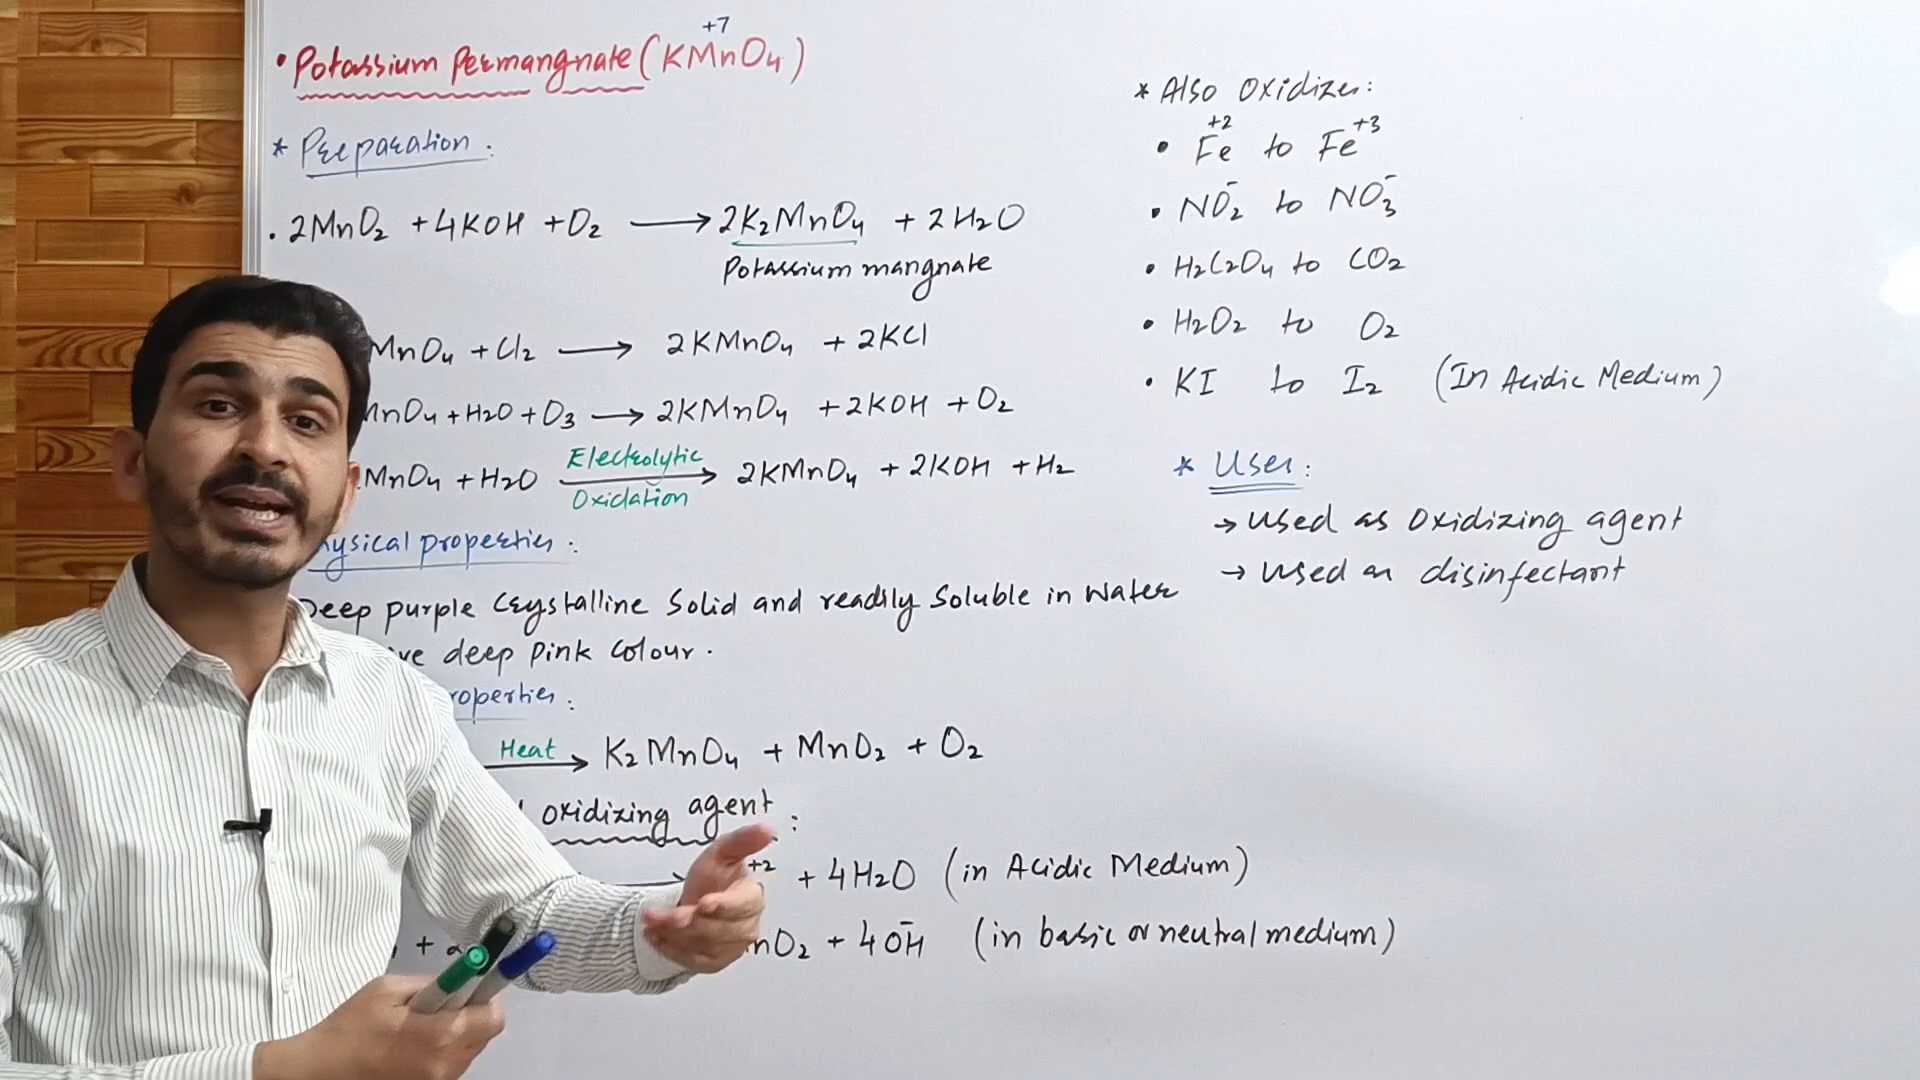 +7
• Potassium Permangnate (KMnO4)
* Preparation :
. 2MnO2 + 4KOH + O2 ⟶ 2K2MnO4 + 2H2O
Potassium mangnate
MnO4 + Cl2 ⟶ 2KMnO4 + 2KCl
MnO4 + H2O + O3 ⟶ 2KMnO4 + 2KOH + O2
MnO4 + H2O Electrolytic Oxidation ⟶ 2KMnO4 + 2KOH + H2
ysical properties :
Deep purple Crystalline Solid and readily Soluble in Water
ve deep Pink Colour .
roperties :
Heat ⟶ K2MnO4 + MnO2 + O2
oxidizing agent :
⟶ +2 + 4H2O (in Acidic Medium)
+ nO2 + 4OH⁻ (in basic or neutral medium)
* Also Oxidizes :
• Fe+2 to Fe+3
• NO2⁻ to NO3⁻
• H2C2O4 to CO2
• H2O2 to O2
• KI to I2 (In Acidic Medium)
* Uses :
→ Used as Oxidizing agent
→ Used as disinfectant